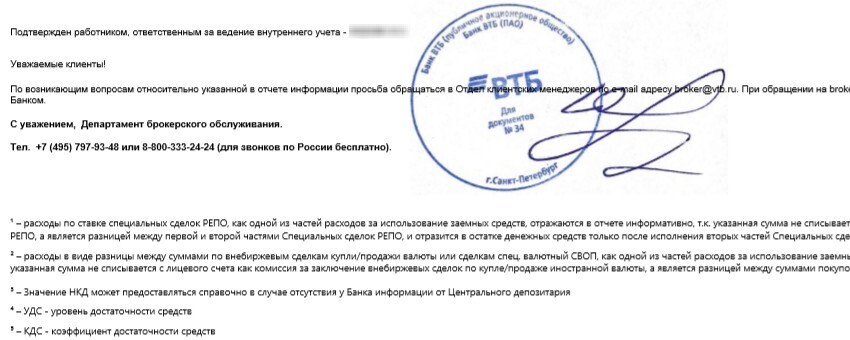 Подтвержден работником, ответственным за ведение внутреннего учета -
Уважаемые клиенты!
По возникающим вопросам относительно указанной в отчете информации просьба обращаться в Отдел клиентских менеджеров по e-mail адресу broker@vtb.ru. При обращении на broke
Банком.
С уважением, Департамент брокерского обслуживания.
Тел. +7 (495) 797-93-48 или 8-800-333-24-24 (для звонков по России бесплатно).
Банк ВТБ (публичное акционерное общество)
Банк ВТБ (ПАО)
ВТБ
Для
документов
№ 34
г.Санкт-Петербург
¹ – расходы по ставке специальных сделок РЕПО, как одной из частей расходов за использование заемных средств, отражаются в отчете информативно, т.к. указанная сумма не списывает
РЕПО, а является разницей между первой и второй частями Специальных сделок РЕПО, и отразится в остатке денежных средств только после исполнения вторых частей Специальных сде
² – расходы в виде разницы между суммами по внебиржевым сделкам купли/продажи валюты или сделкам спец. валютный СВОП, как одной из частей расходов за использование заемны
указанная сумма не списывается с лицевого счета как комиссия за заключение внебиржевых сделок по купле/продаже иностранной валюты, а является разницей между суммами покупо
³ – Значение НКД может предоставляться справочно в случае отсутствия у Банка информации от Центрального депозитария
⁴ – УДС - уровень достаточности средств
⁵ – КДС - коэффициент достаточности средств